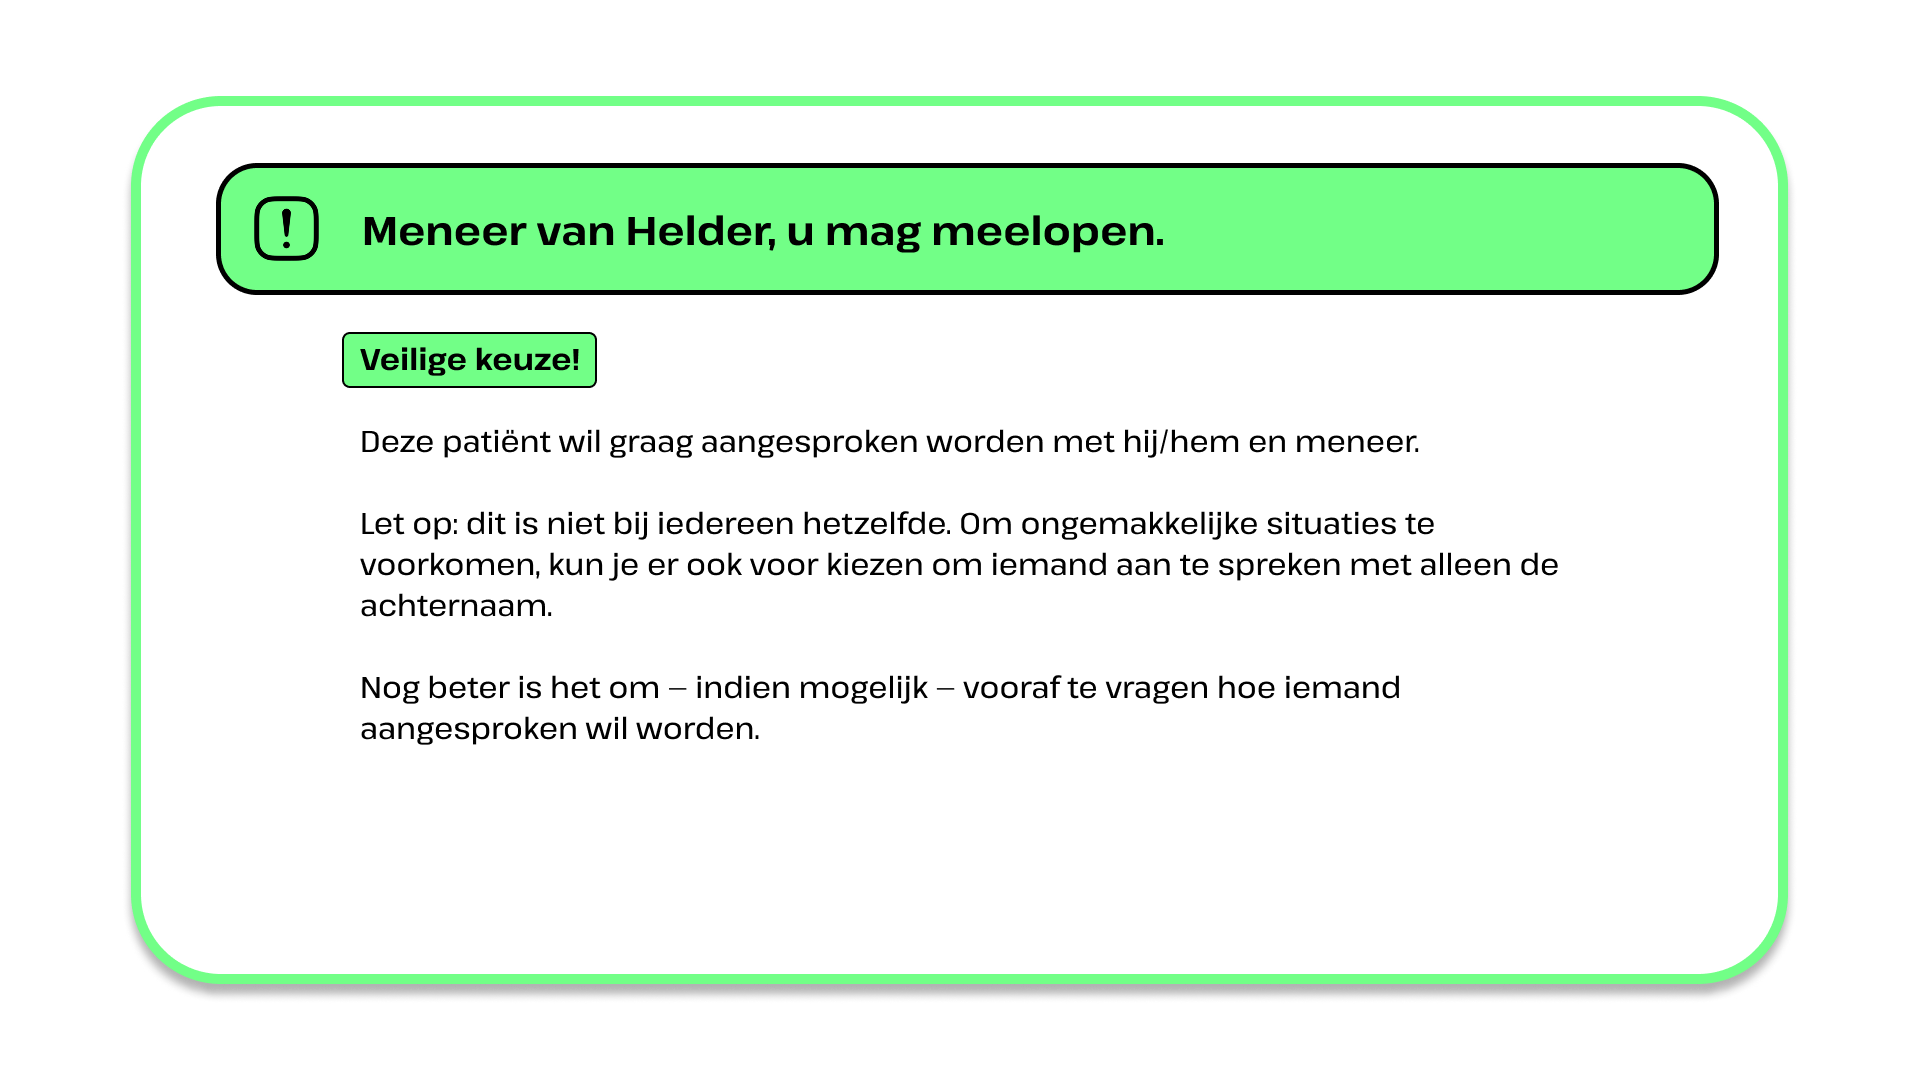 Meneer van Helder, u mag meelopen.
Veilige keuze!
Deze patiënt wil graag aangesproken worden met hij/hem en meneer.
Let op: dit is niet bij iedereen hetzelfde. Om ongemakkelijke situaties te
voorkomen, kun je er ook voor kiezen om iemand aan te spreken met alleen de
achternaam.
Nog beter is het om – indien mogelijk – vooraf te vragen hoe iemand
aangesproken wil worden.